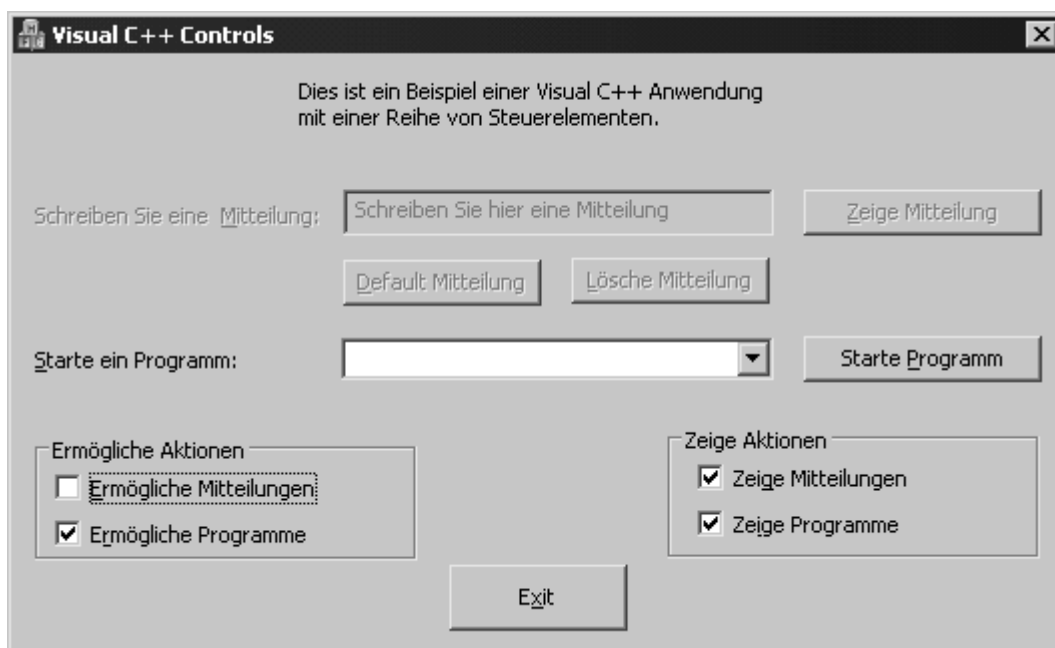 Visual C++ Controls
Dies ist ein Beispiel einer Visual C++ Anwendung
mit einer Reihe von Steuerelementen.
Schreiben Sie eine Mitteilung:
Schreiben Sie hier eine Mitteilung
Zeige Mitteilung
Default Mitteilung
Lösche Mitteilung
Starte ein Programm:
Starte Programm
Ermögliche Aktionen
Ermögliche Mitteilungen
Ermögliche Programme
Zeige Aktionen
Zeige Mitteilungen
Zeige Programme
Exit